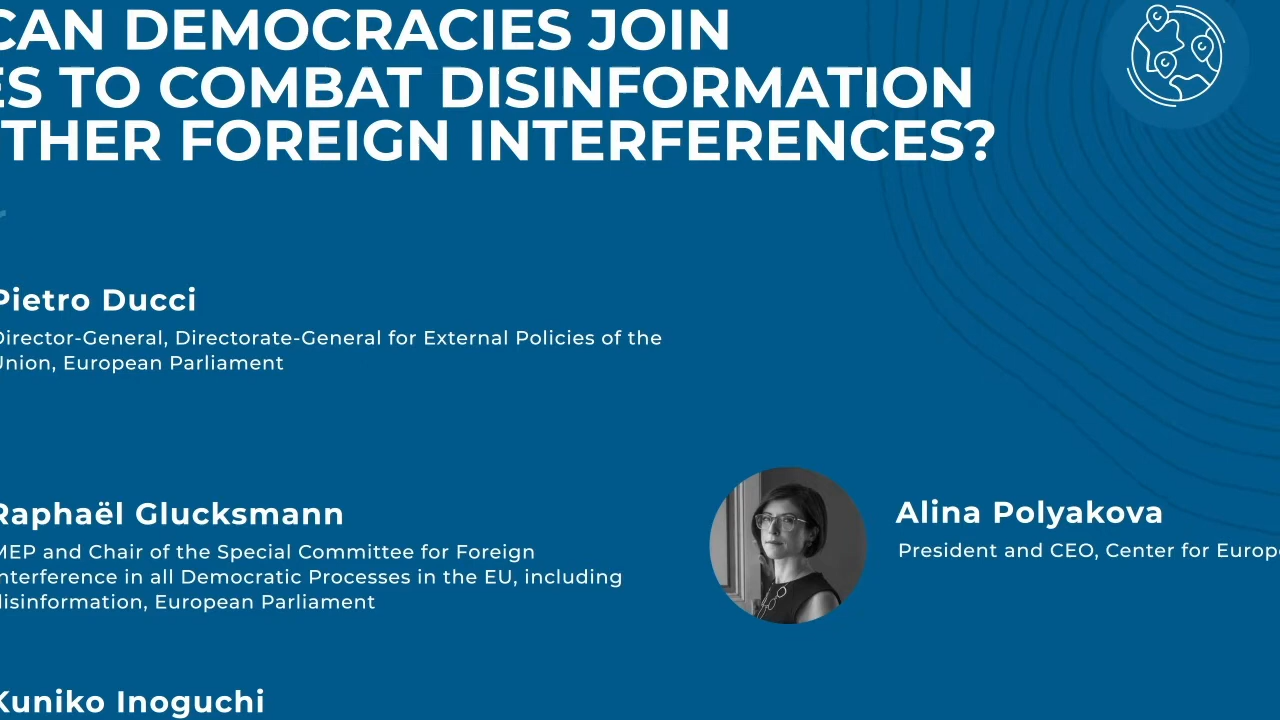 CAN DEMOCRACIES JOIN
ES TO COMBAT DISINFORMATION
THER FOREIGN INTERFERENCES?
Pietro Ducci
Director-General, Directorate-General for External Policies of the
Union, European Parliament
Raphaël Glucksmann
MEP and Chair of the Special Committee for Foreign
nterference in all Democratic Processes in the EU, including
disinformation, European Parliament
Alina Polyakova
President and CEO, Center for Europe
Kuniko Inoguchi